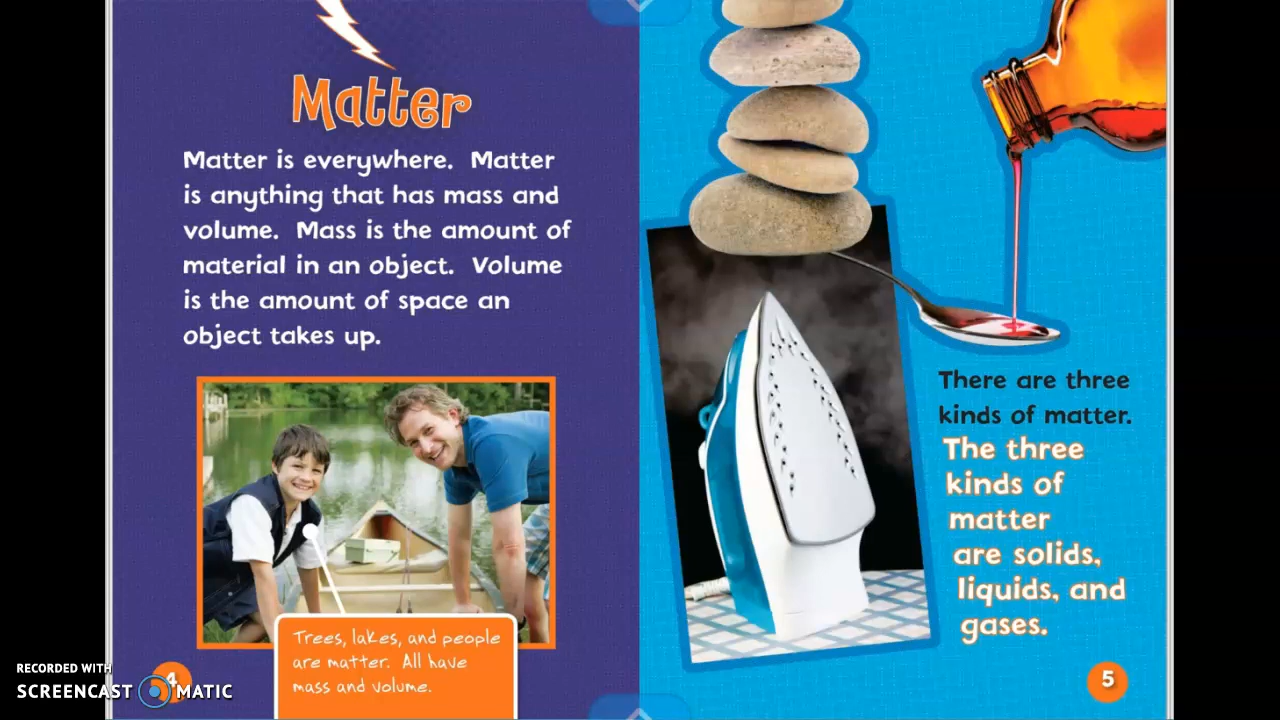 Matter
Matter is everywhere. Matter
is anything that has mass and
volume. Mass is the amount of
material in an object. Volume
is the amount of space an
object takes up.
Trees, lakes, and people
are matter. All have
mass and volume.
4
There are three
kinds of matter.
The three
kinds of
matter
are solids,
liquids, and
gases.
5
RECORDED WITH
SCREENCAST MATIC